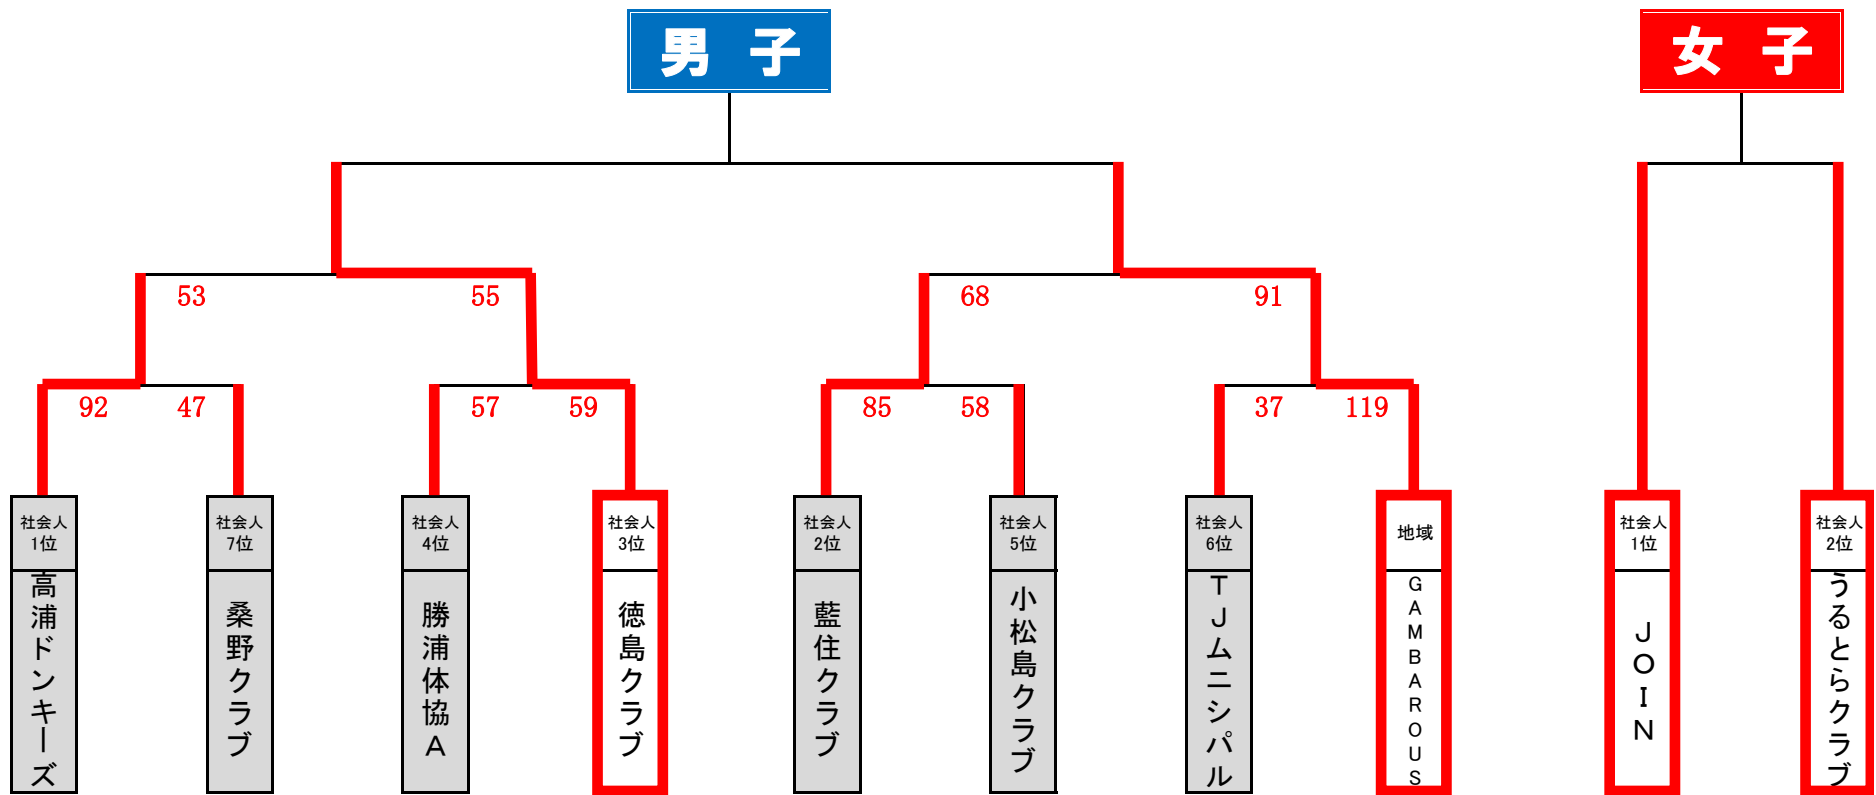 男 子
女 子
53
55
68
91
92
47
57
59
85
58
37
119
社会人
1位
高浦ドンキーズ
社会人
7位
桑野クラブ
社会人
4位
勝浦体協A
社会人
3位
徳島クラブ
社会人
2位
藍住クラブ
社会人
5位
小松島クラブ
社会人
6位
TJムニシパル
地域
GAMBAROUS
社会人
1位
JOIN
社会人
2位
うるとらクラブ